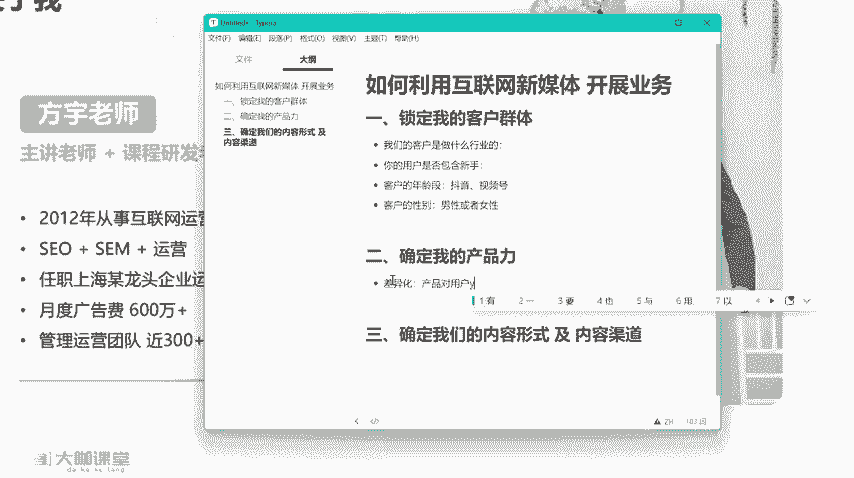 Untitled• - Typora
文件(F) 编辑(E) 段落(P) 格式(O) 视图(V) 主题(T) 帮助(H)
文件 大纲
如何利用互联网新媒体 开展业务
一、锁定我的客户群体
二、确定我的产品力
三、确定我们的内容形式 及
内容渠道
如何利用互联网新媒体 开展业务
一、锁定我的客户群体
• 我们的客户是做什么行业的：
• 你的用户是否包含新手：
• 客户的年龄段：抖音、视频号
• 客户的性别：男性或者女性
二、确定我的产品力
• 差异化：产品对用户y
1有 2一 3要 4也 5与 6用 7以
三、确定我们的内容形式 及 内容渠道
ZH 103 词
方宇老师
主讲老师 + 课程研发
• 2012年从事互联网运营
• SEO + SEM + 运营
• 任职上海某龙头企业运
• 月度广告费 600万+
• 管理运营团队 近300+
大咖课堂
da ka ke tang